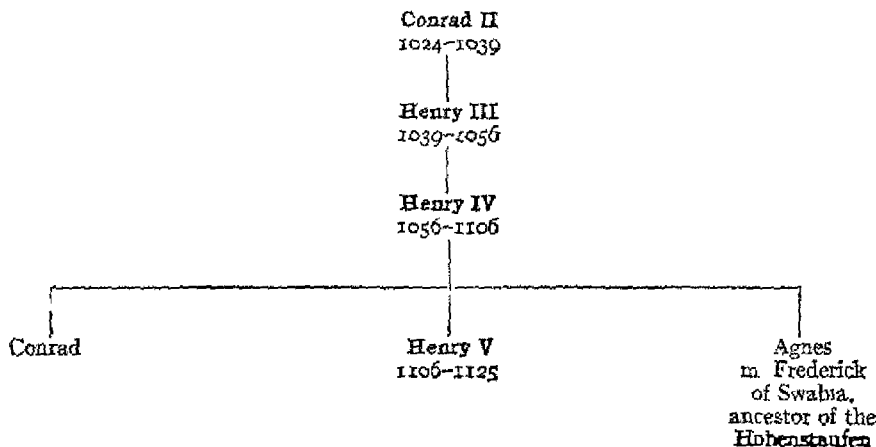 Conrad II
1024-1039
Henry III
1039-1056
Henry IV
1056-1106
Conrad
Henry V
1106-1125
Agnes
m Frederick
of Swabia,
ancestor of the
Hohenstaufen